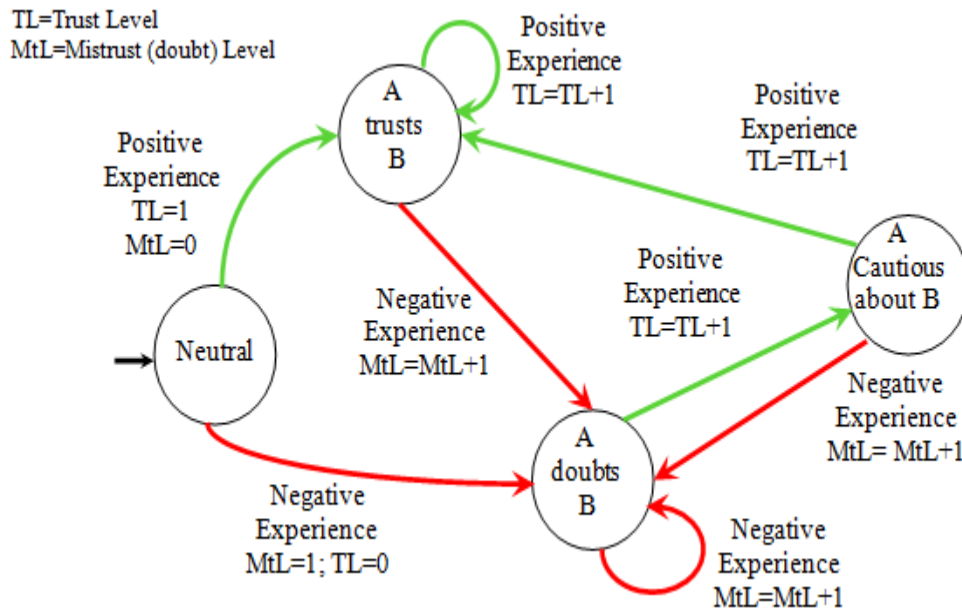 TL=Trust Level
MtL=Mistrust (doubt) Level
Positive
Experience
TL=TL+1
A
trusts
B
Positive
Experience
TL=TL+1
Positive
Experience
TL=1
MtL=0
A
Cautious
about B
Positive
Experience
TL=TL+1
Negative
Experience
MtL=MtL+1
Neutral
Negative
Experience
MtL= MtL+1
A
doubts
B
Negative
Experience
MtL=1; TL=0
Negative
Experience
MtL=MtL+1